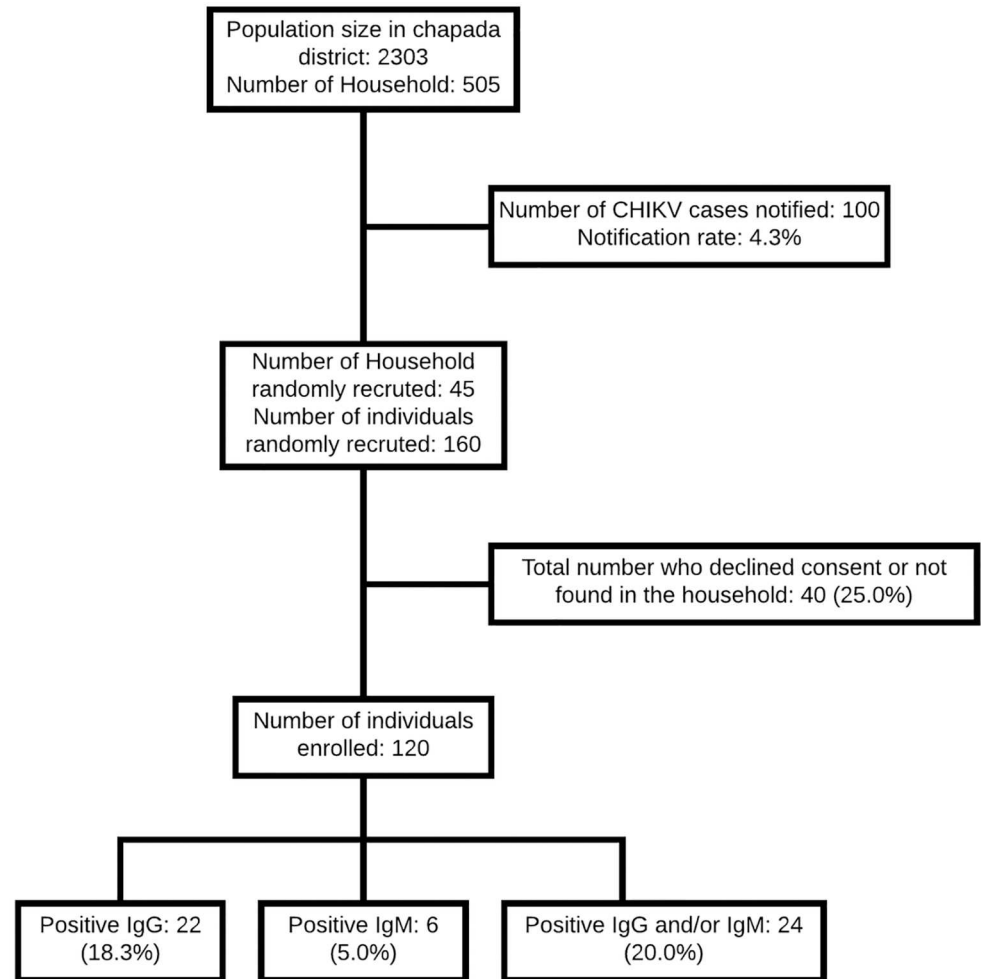 Population size in chapada
district: 2303
Number of Household: 505
Number of CHIKV cases notified: 100
Notification rate: 4.3%
Number of Household
randomly recruted: 45
Number of individuals
randomly recruted: 160
Total number who declined consent or not
found in the household: 40 (25.0%)
Number of individuals
enrolled: 120
Positive IgG: 22
(18.3%)
Positive IgM: 6
(5.0%)
Positive IgG and/or IgM: 24
(20.0%)